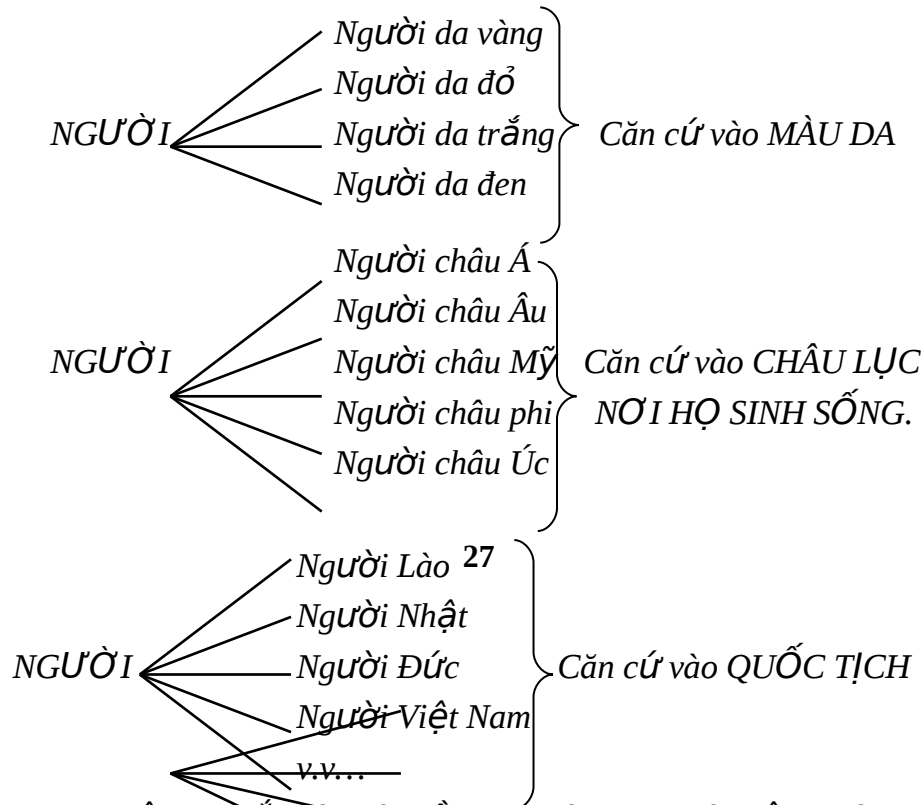 Người da vàng
Người da đỏ
NGƯỜI Người da trắng Căn cứ vào MÀU DA
Người da đen
Người châu Á
Người châu Âu
NGƯỜI Người châu Mỹ Căn cứ vào CHÂU LỤC
Người châu phi NƠI HỌ SINH SỐNG.
Người châu Úc
Người Lào 27
Người Nhật
NGƯỜI Người Đức Căn cứ vào QUỐC TỊCH
Người Việt Nam
v.v…